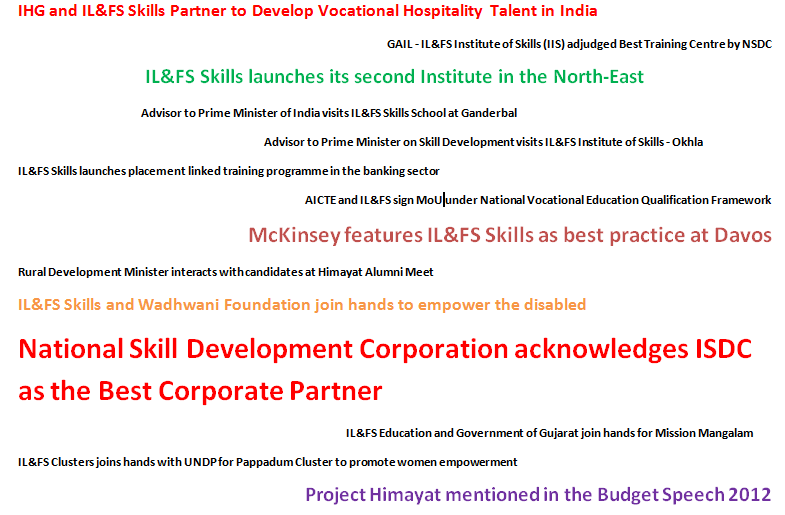 IHG and IL&FS Skills Partner to Develop Vocational Hospitality Talent in India
GAIL - IL&FS Institute of Skills (IIS) adjudged Best Training Centre by NSDC
IL&FS Skills launches its second Institute in the North-East
Advisor to Prime Minister of India visits IL&FS Skills School at Ganderbal
Advisor to Prime Minister on Skill Development visits IL&FS Institute of Skills - Okhla
IL&FS Skills launches placement linked training programme in the banking sector
AICTE and IL&FS sign MoU under National Vocational Education Qualification Framework
McKinsey features IL&FS Skills as best practice at Davos
Rural Development Minister interacts with candidates at Himayat Alumni Meet
IL&FS Skills and Wadhwani Foundation join hands to empower the disabled
National Skill Development Corporation acknowledges ISDC
as the Best Corporate Partner
IL&FS Education and Government of Gujarat join hands for Mission Mangalam
IL&FS Clusters joins hands with UNDP for Pappadum Cluster to promote women empowerment
Project Himayat mentioned in the Budget Speech 2012